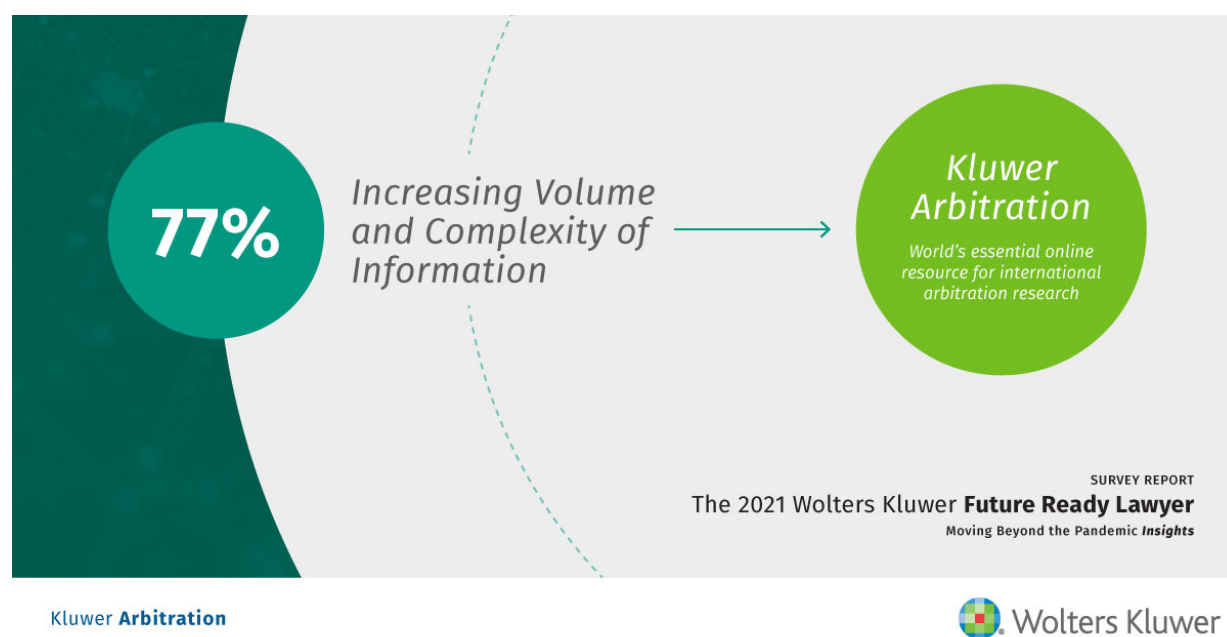 77%
Increasing Volume
and Complexity of
Information
Kluwer
Arbitration
World's essential online
resource for international
arbitration research
SURVEY REPORT
The 2021 Wolters Kluwer Future Ready Lawyer
Moving Beyond the Pandemic Insights
Kluwer Arbitration
Wolters Kluwer